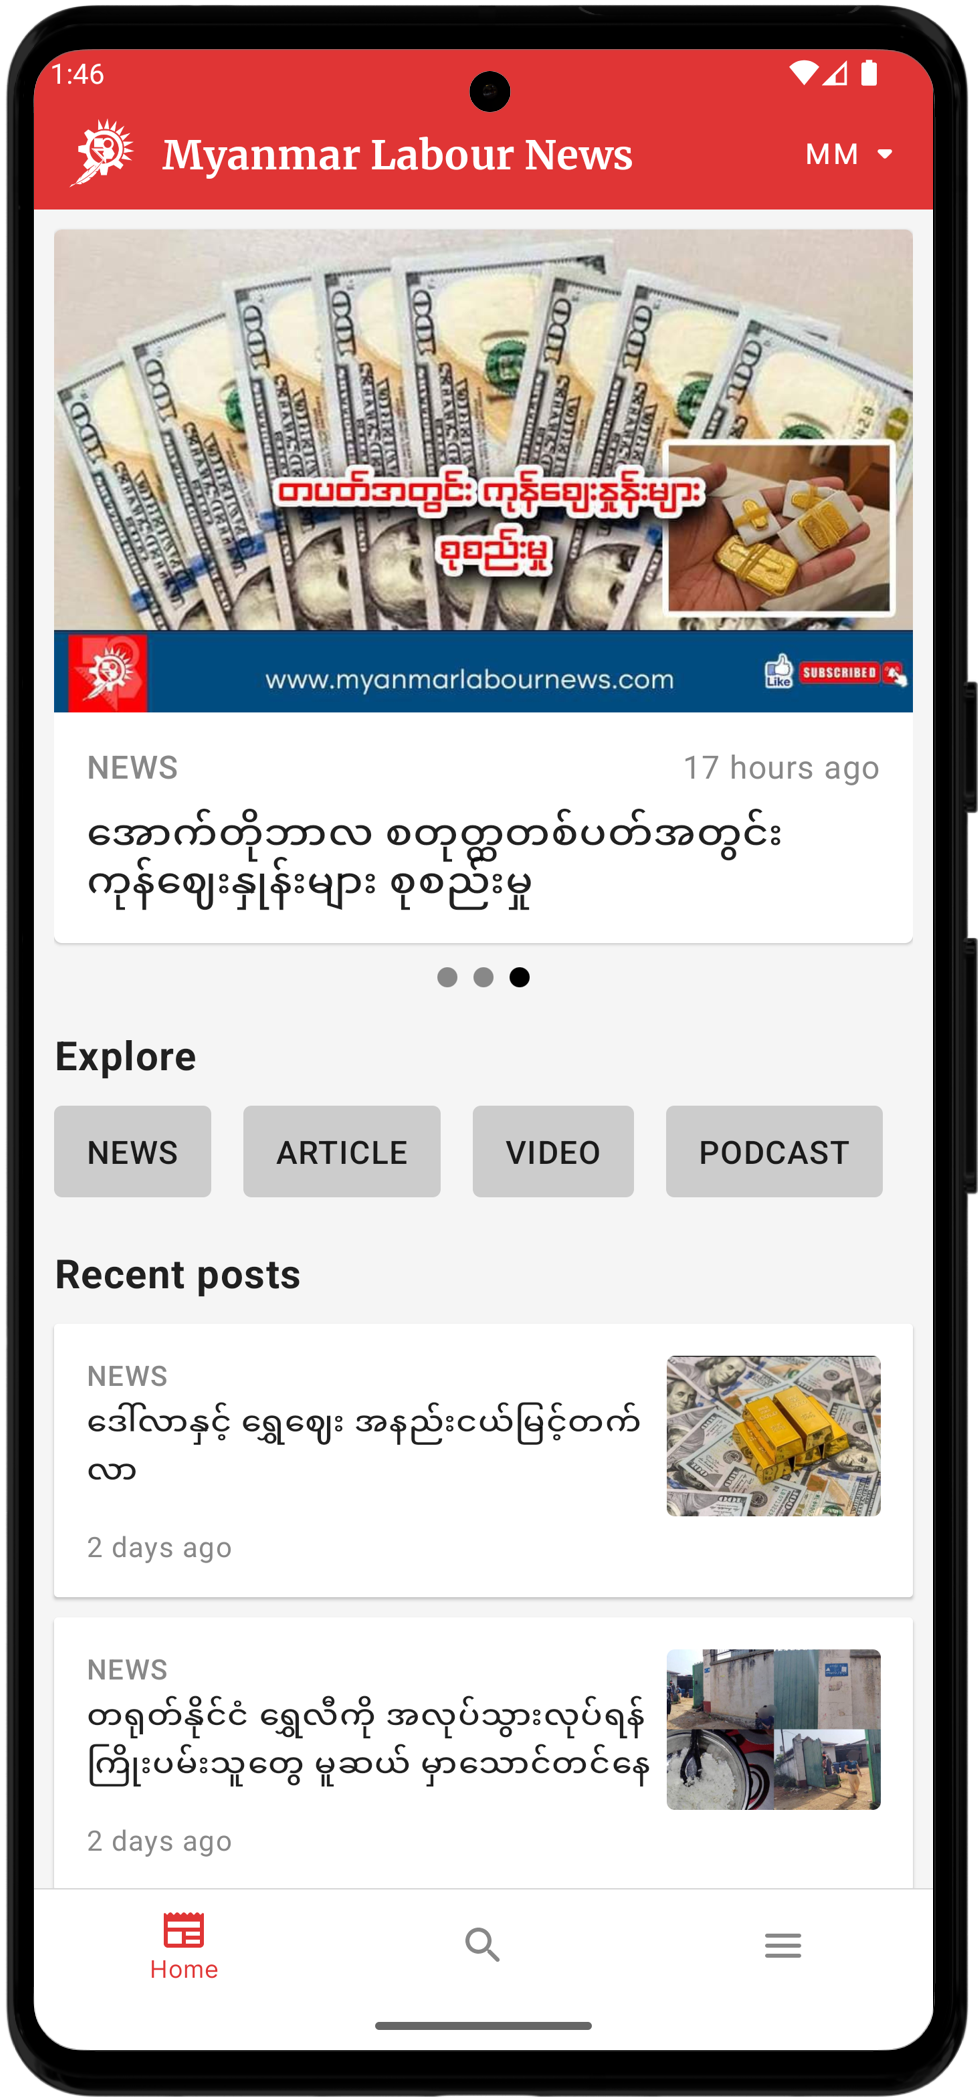 1:46
Myanmar Labour News
MM
တပတ်အတွင်း ကုန်ဈေးနှုန်းများ
စုစည်းမှု
www.myanmarlabournews.com
Like
SUBSCRIBED
NEWS
17 hours ago
အောက်တိုဘာလ စတုတ္ထတစ်ပတ်အတွင်း
ကုန်ဈေးနှုန်းများ စုစည်းမှု
Explore
NEWS
ARTICLE
VIDEO
PODCAST
Recent posts
NEWS
ဒေါ်လာနှင့် ရွှေဈေး အနည်းငယ်မြင့်တက်
လာ
2 days ago
NEWS
တရုတ်နိုင်ငံ ရွှေလီကို အလုပ်သွားလုပ်ရန်
ကြိုးပမ်းသူတွေ မူဆယ် မှာသောင်တင်နေ
2 days ago
Home